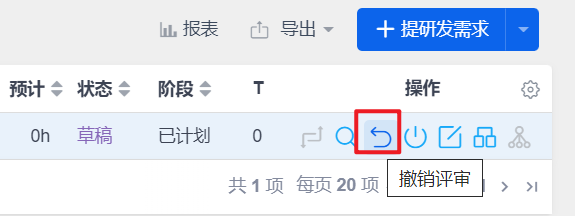 报表 导出 + 提研发需求
预计 状态 阶段 T 操作
0h 草稿 已计划 0
共 1 项 每页 20 项
撤销评审